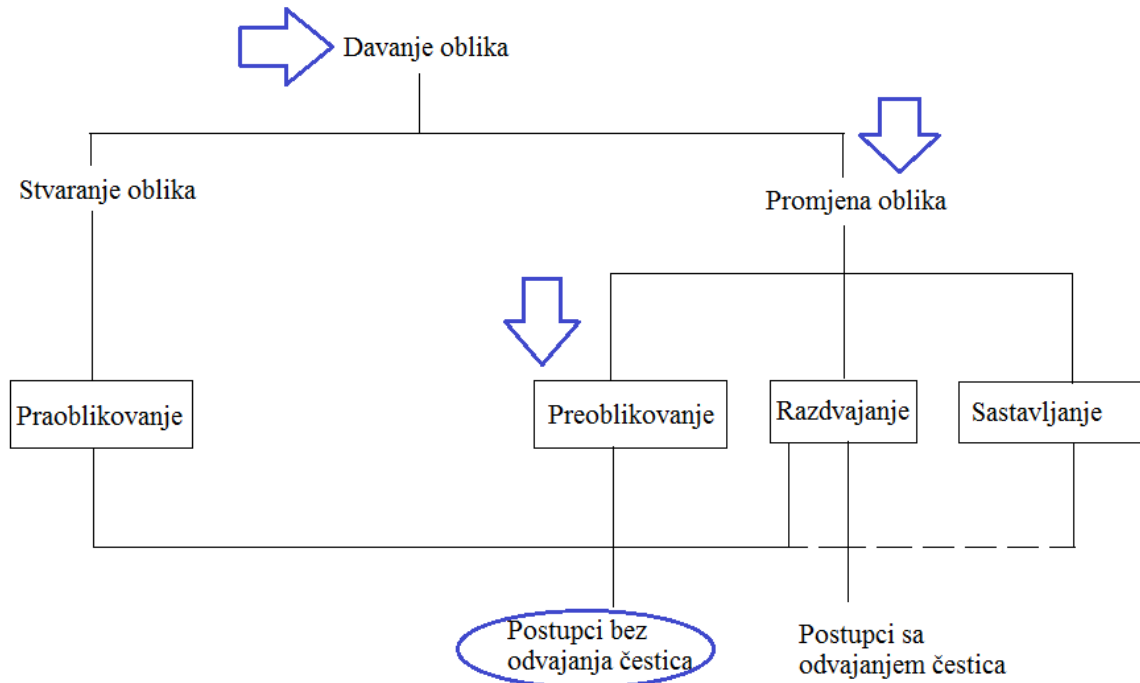 Davanje oblika
Stvaranje oblika
Promjena oblika
Praoblikovanje
Preoblikovanje
Razdvajanje
Sastavljanje
Postupci bez
odvajanja čestica
Postupci sa
odvajanjem čestica